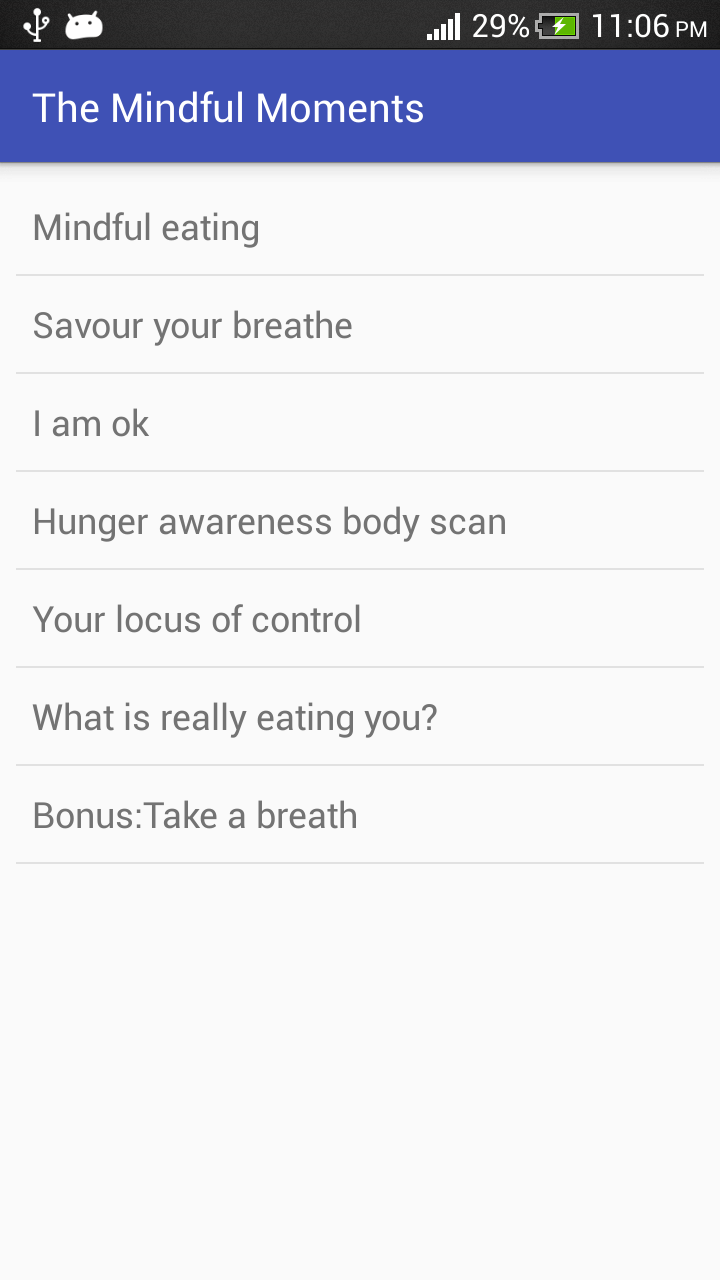 29% 11:06 PM
The Mindful Moments
Mindful eating
Savour your breathe
I am ok
Hunger awareness body scan
Your locus of control
What is really eating you?
Bonus:Take a breath